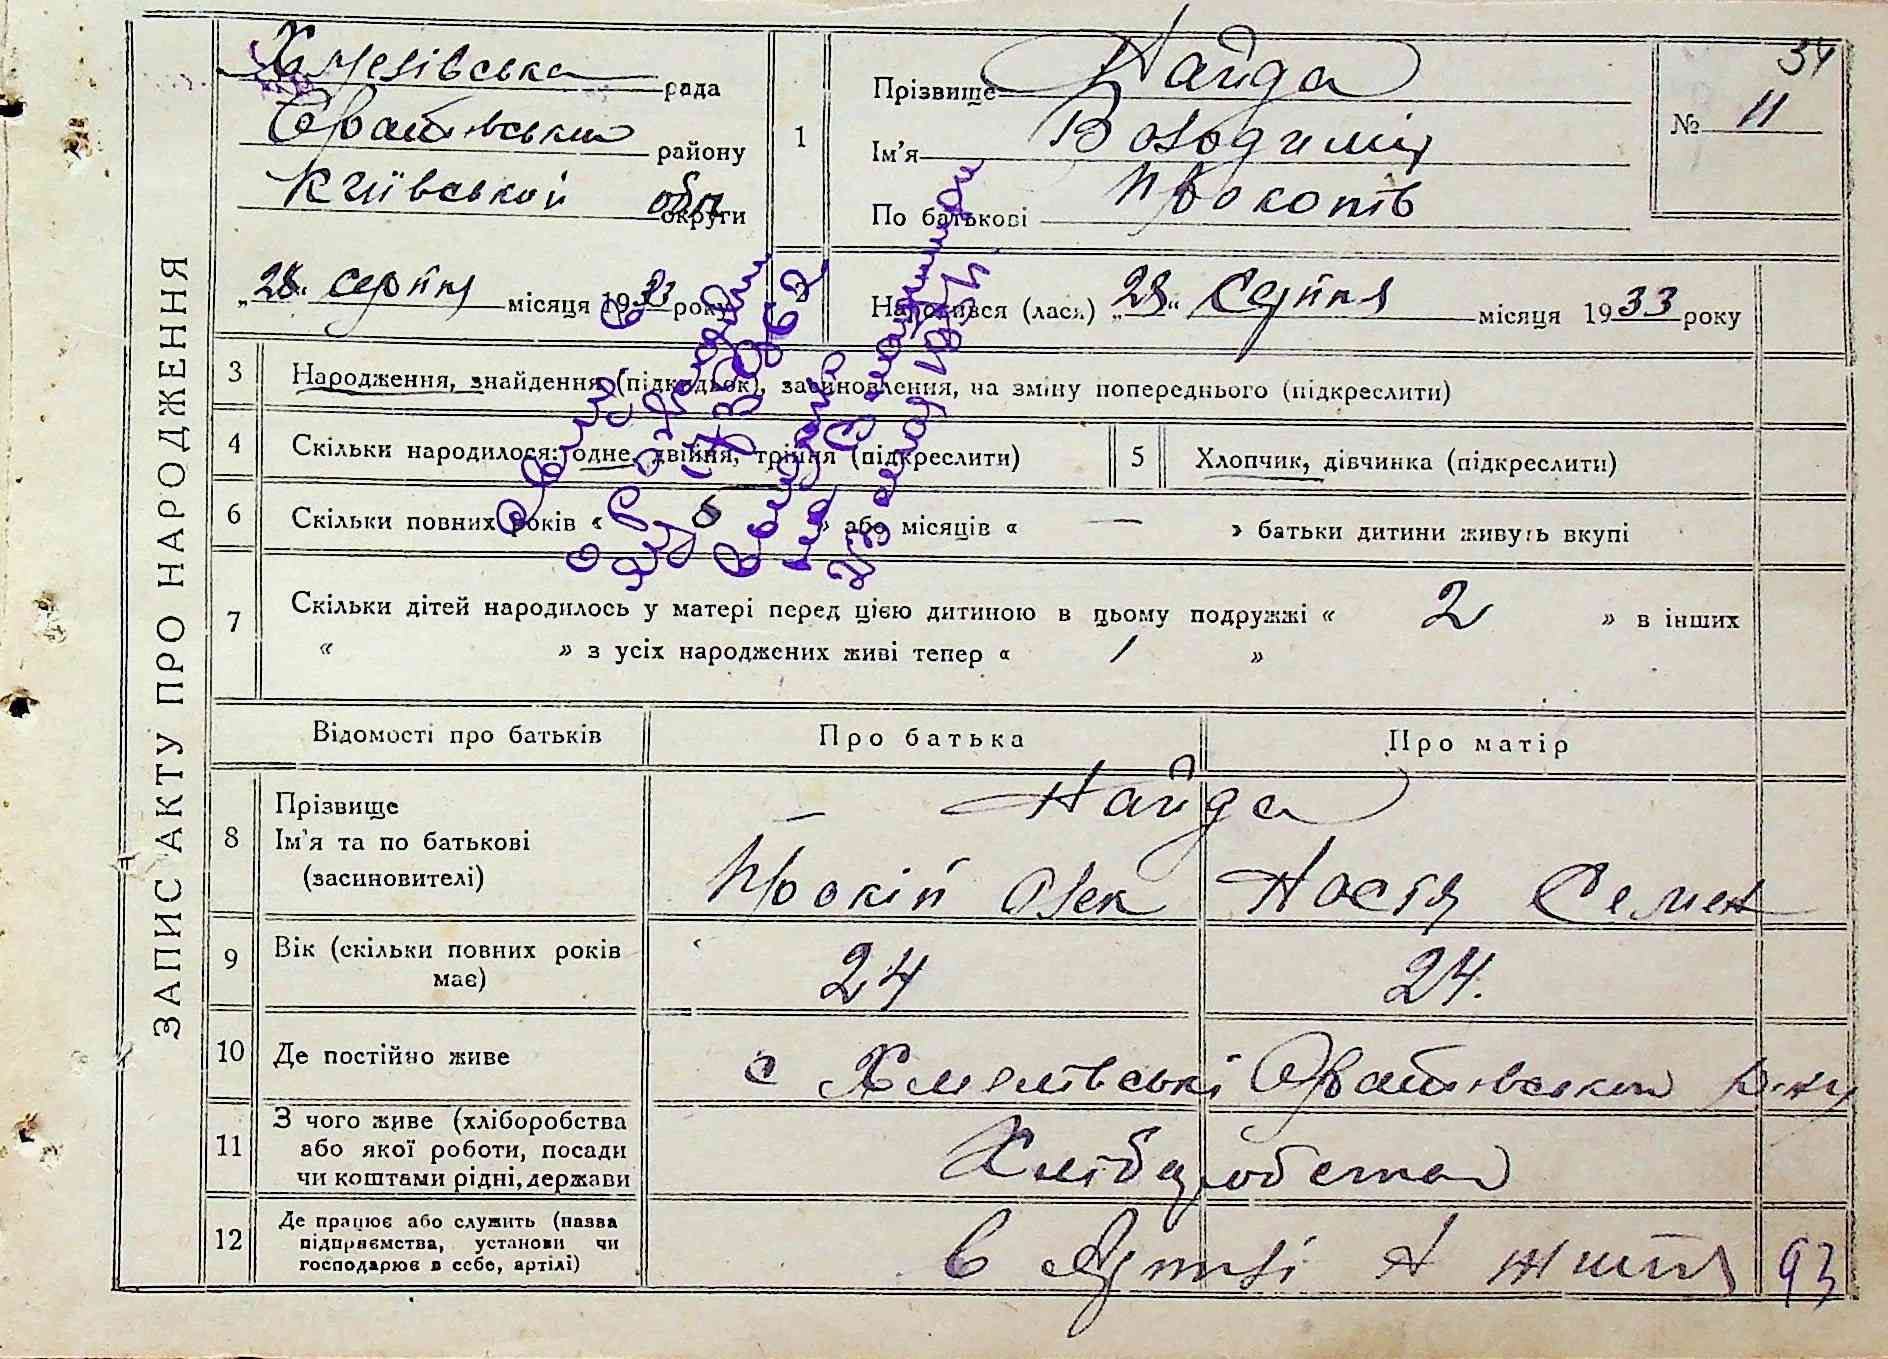 ЗАПИС АКТУ ПРО НАРОДЖЕННЯ
Хмелівська рада
району
Київської обл округи
1
Прізвище Найда
Ім'я Володимир
По батькові Прокопів
34
№ 11
„28“ серпня місяця 1933 року
2
Народився (лася) „28“ Серпня місяця 1933 року
3 Народження, знайдення (підкидьок), засиновлення, на зміну попереднього (підкреслити)
4 Скільки народилося: одне, двійня, трійня (підкреслити)
5 Хлопчик, дівчинка (підкреслити)
6 Скільки повних років « 5 » або місяців « — » батьки дитини живуть вкупі
7 Скільки дітей народилось у матері перед цією дитиною в цьому подружжі « 2 » в інших
« » з усіх народжених живі тепер « 1 »
Відомості про батьків
Про батька
Про матір
8 Прізвище
Ім'я та по батькові
(засиновителі)
— Найда
Прокіп Олек
Настя Семен
9 Вік (скільки повних років
має)
24
24.
10 Де постійно живе
с Хмелівські
11 З чого живе (хліборобства
або якої роботи, посади
чи коштами рідні, держави
Хліборобства
12 Де працює або служить (назва
підприємства, установи чи
господарює в себе, артілі)
в Артілі Н життя
93